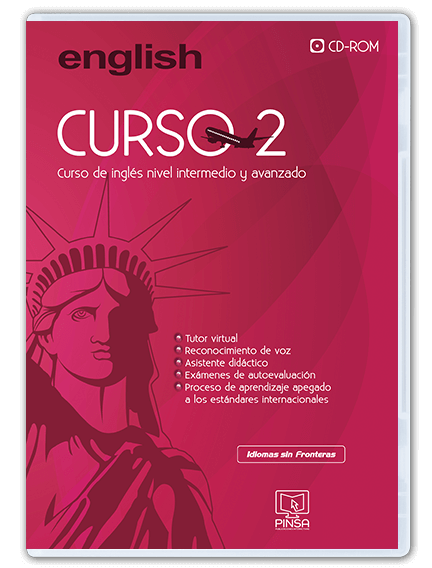 english
CD-ROM
CURSO 2
Curso de inglés nivel intermedio y avanzado
Tutor virtual
Reconocimiento de voz
Asistente didáctico
Exámenes de autoevaluación
Proceso de aprendizaje apegado
a los estándares internacionales
Idiomas sin Fronteras
PINSA